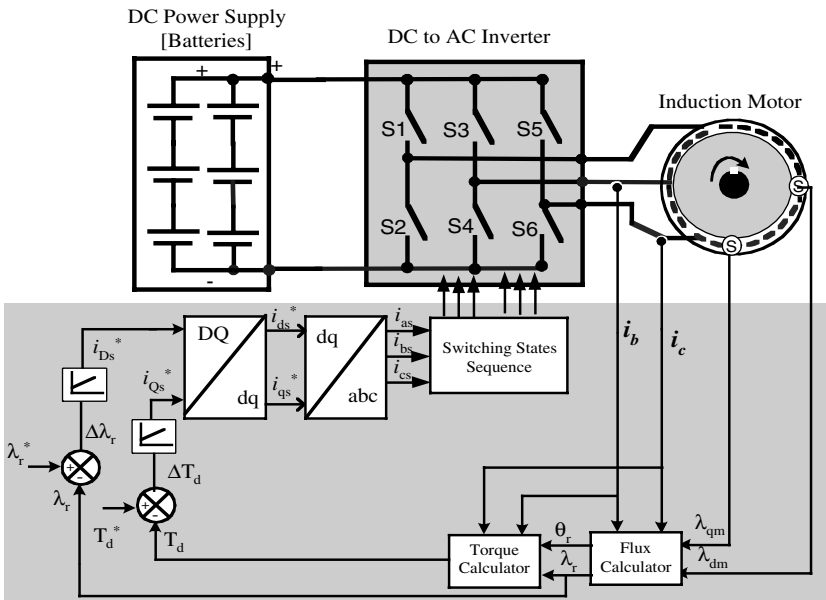 DC Power Supply
[Batteries]
DC to AC Inverter
Induction Motor
+
+
-
S1
S3
S5
S2
S4
S6
S
S
i_Ds*
i_Qs*
DQ
dq
i_ds*
i_qs*
dq
abc
i_as
i_bs
i_cs
Switching States
Sequence
i_b
i_c
λ_r*
+
-
λ_r
Δλ_r
ΔT_d
+
-
T_d*
T_d
Torque
Calculator
θ_r
λ_r
Flux
Calculator
λ_qm
λ_dm